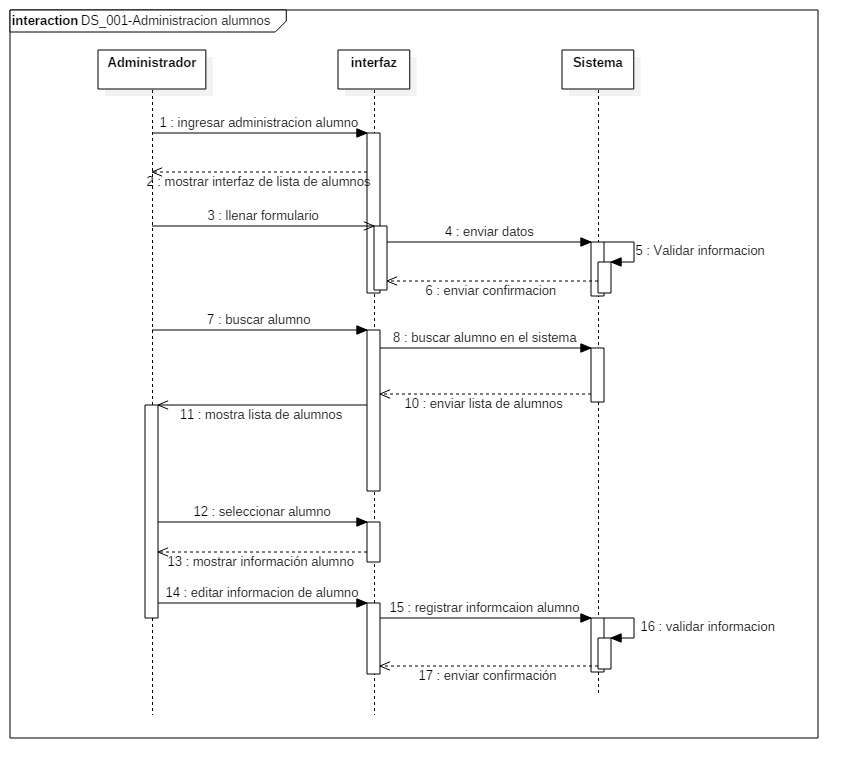 interaction DS_001-Administracion alumnos
Administrador
interfaz
Sistema
1 : ingresar administracion alumno
2 : mostrar interfaz de lista de alumnos
3 : llenar formulario
4 : enviar datos
5 : Validar informacion
6 : enviar confirmacion
7 : buscar alumno
8 : buscar alumno en el sistema
10 : enviar lista de alumnos
11 : mostra lista de alumnos
12 : seleccionar alumno
13 : mostrar información alumno
14 : editar informacion de alumno
15 : registrar informcaion alumno
16 : validar informacion
17 : enviar confirmación